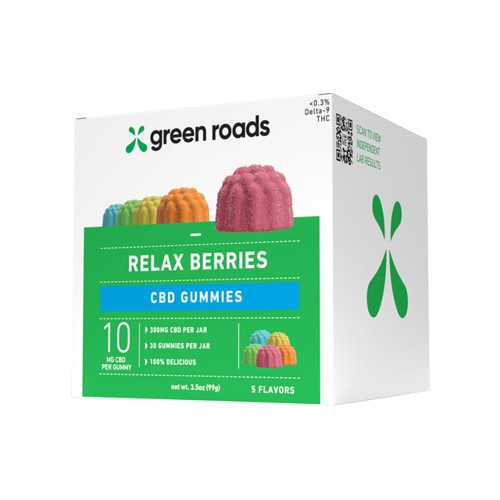 <0.3%
Delta-9
THC
green roads
SCAN TO VIEW
INDEPENDENT
LAB RESULTS
RELAX BERRIES
CBD GUMMIES
10
MG CBD
PER GUMMY
300MG CBD PER JAR
30 GUMMIES PER JAR
100% DELICIOUS
net wt. 3.5oz (99g)
5 FLAVORS